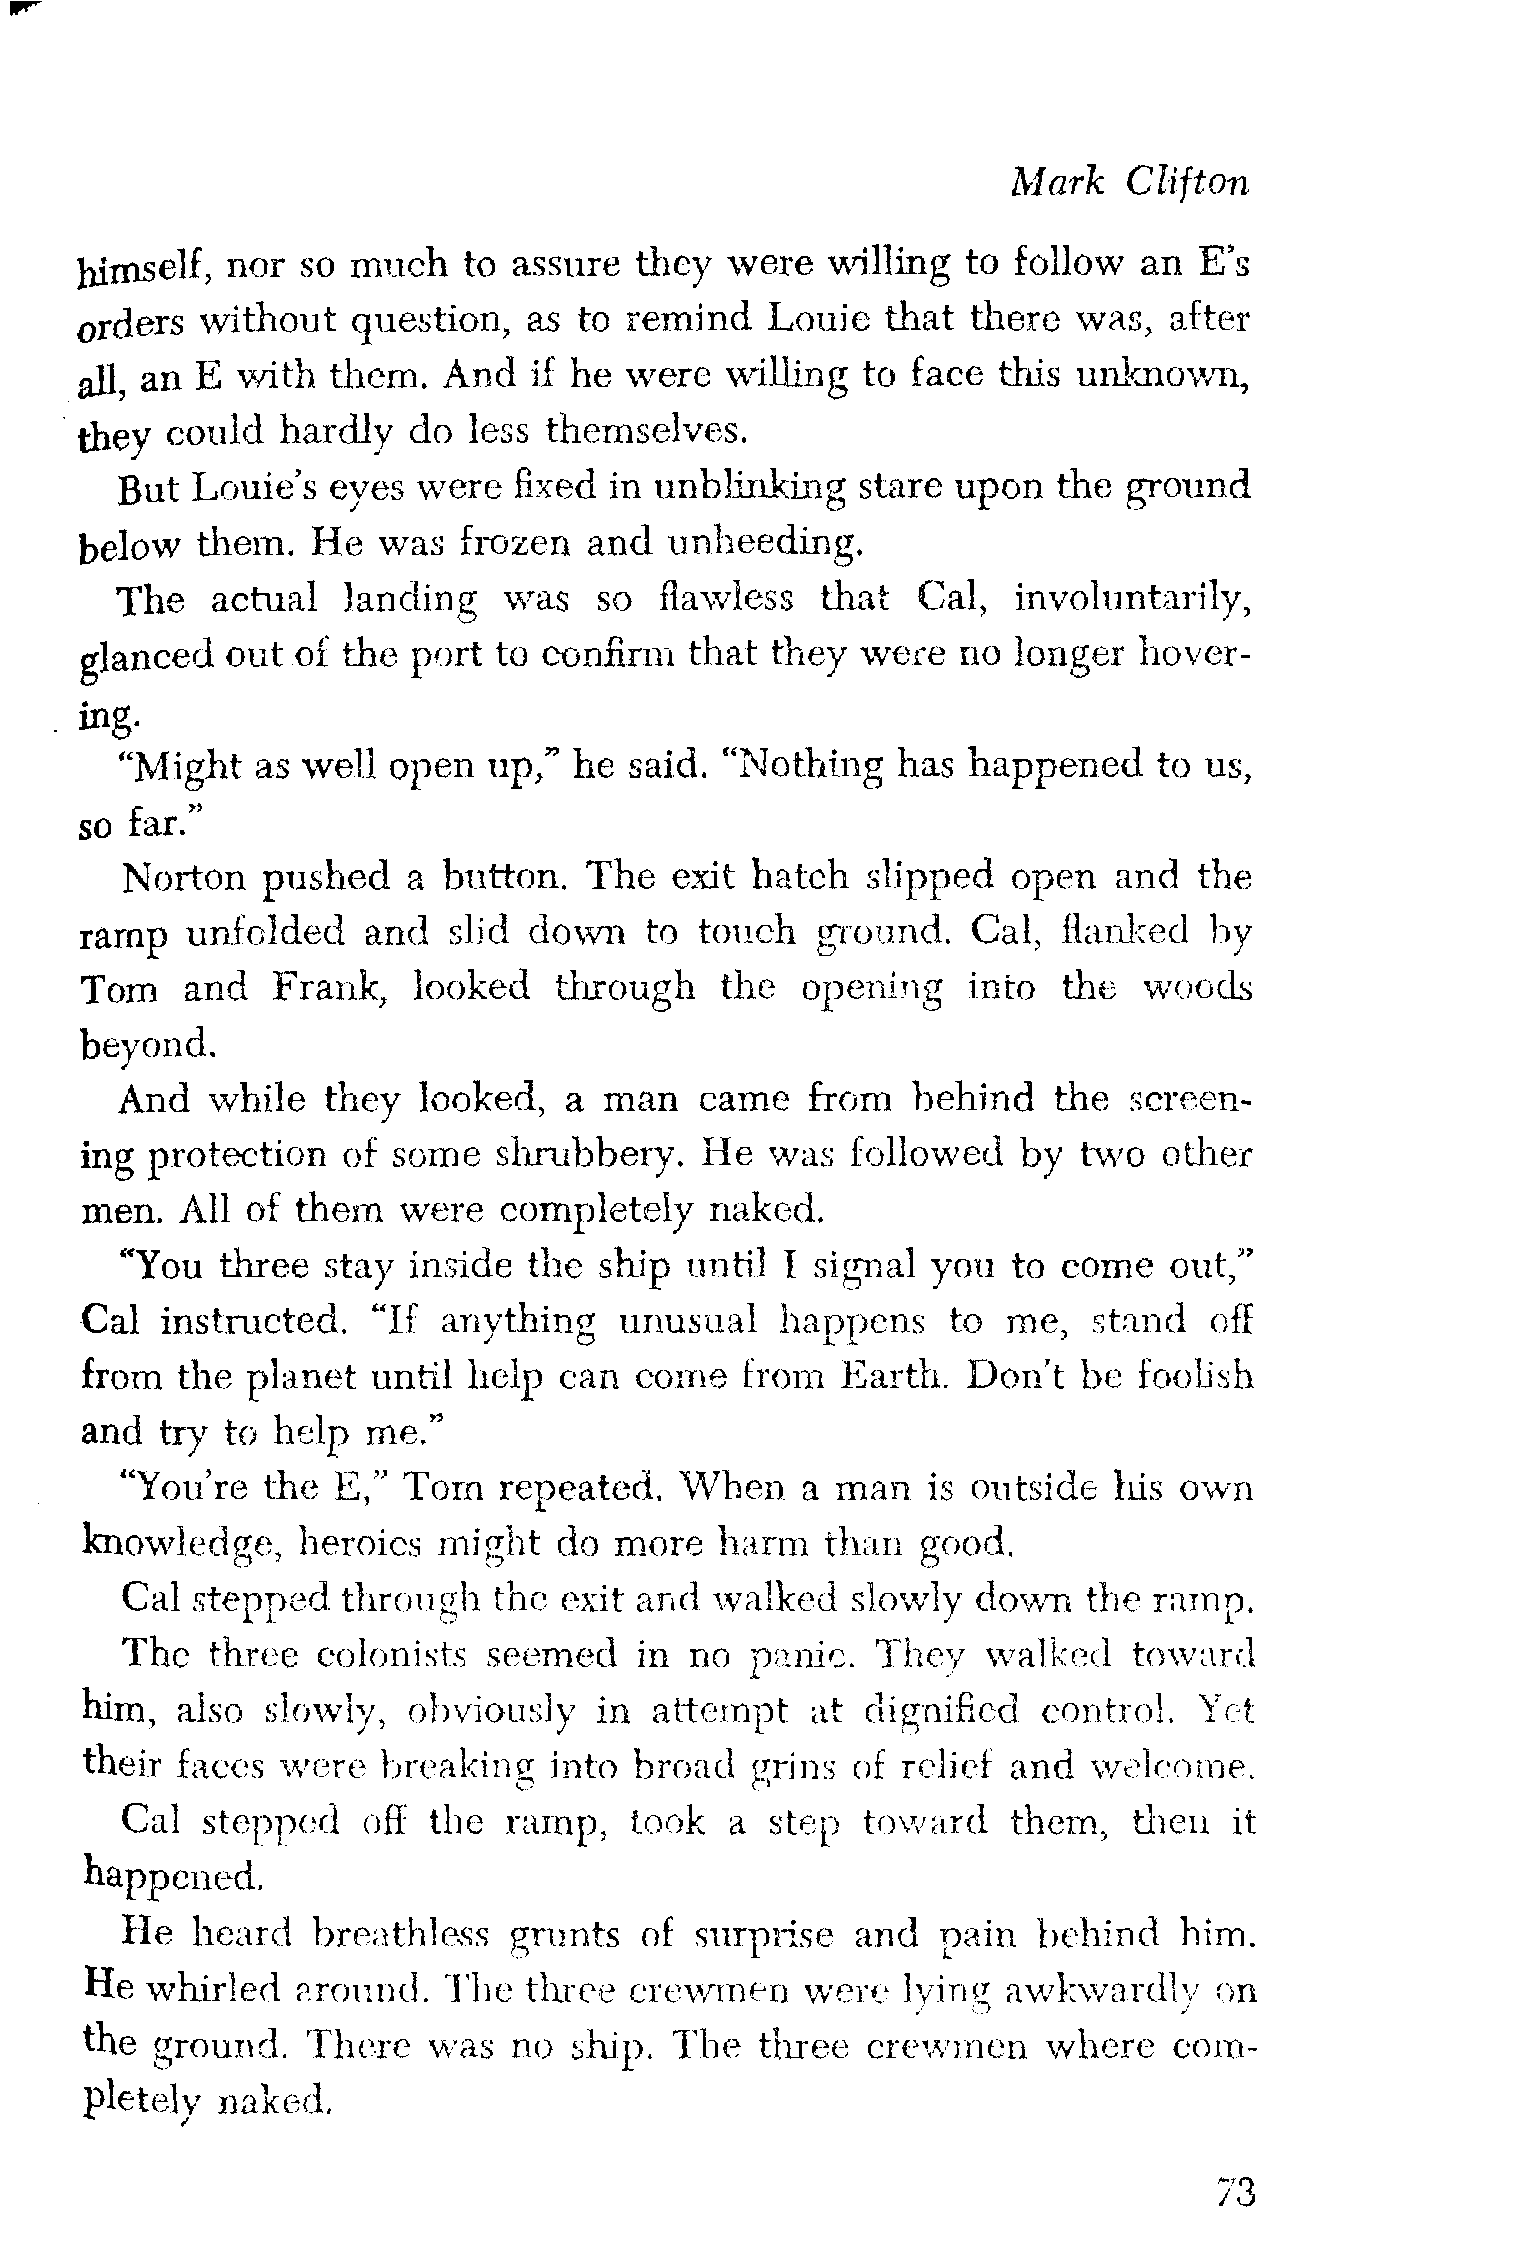 Mark Clifton
himself, nor so much to assure they were willing to follow an E's
orders without question, as to remind Louie that there was, after
all, an E with them. And if he were willing to face this unknown,
they could hardly do less themselves.
But Louie's eyes were fixed in unblinking stare upon the ground
below them. He was frozen and unheeding.
The actual landing was so flawless that Cal, involuntarily,
glanced out of the port to confirm that they were no longer hover-
ing.
"Might as well open up," he said. "Nothing has happened to us,
so far."
Norton pushed a button. The exit hatch slipped open and the
ramp unfolded and slid down to touch ground. Cal, flanked by
Tom and Frank, looked through the opening into the woods
beyond.
And while they looked, a man came from behind the screen-
ing protection of some shrubbery. He was followed by two other
men. All of them were completely naked.
"You three stay inside the ship until I signal you to come out,"
Cal instructed. "If anything unusual happens to me, stand off
from the planet until help can come from Earth. Don't be foolish
and try to help me."
"You're the E," Tom repeated. When a man is outside his own
knowledge, heroics might do more harm than good.
Cal stepped through the exit and walked slowly down the ramp.
The three colonists seemed in no panic. They walked toward
him, also slowly, obviously in attempt at dignified control. Yet
their faces were breaking into broad grins of relief and welcome.
Cal stepped off the ramp, took a step toward them, then it
happened.
He heard breathless grunts of surprise and pain behind him.
He whirled around. The three crewmen were lying awkwardly on
the ground. There was no ship. The three crewmen where com-
pletely naked.
73